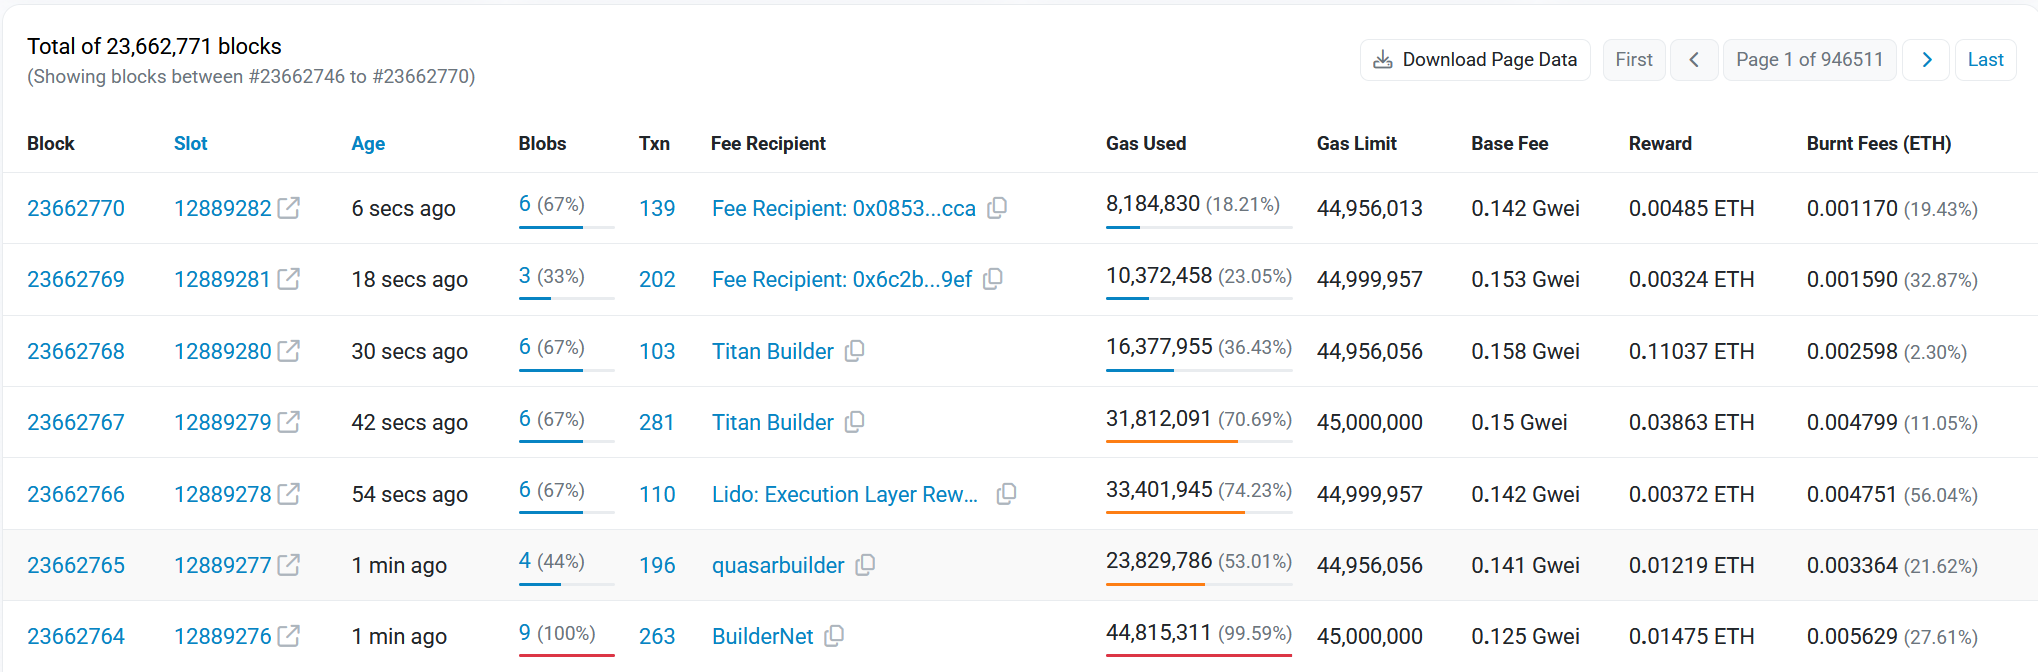 Total of 23,662,771 blocks
(Showing blocks between #23662746 to #23662770)
Download Page Data First Page 1 of 946511 Last
Block Slot Age Blobs Txn Fee Recipient Gas Used Gas Limit Base Fee Reward Burnt Fees (ETH)
23662770 12889282 6 secs ago 6 (67%) 139 Fee Recipient: 0x0853...cca 8,184,830 (18.21%) 44,956,013 0.142 Gwei 0.00485 ETH 0.001170 (19.43%)
23662769 12889281 18 secs ago 3 (33%) 202 Fee Recipient: 0x6c2b...9ef 10,372,458 (23.05%) 44,999,957 0.153 Gwei 0.00324 ETH 0.001590 (32.87%)
23662768 12889280 30 secs ago 6 (67%) 103 Titan Builder 16,377,955 (36.43%) 44,956,056 0.158 Gwei 0.11037 ETH 0.002598 (2.30%)
23662767 12889279 42 secs ago 6 (67%) 281 Titan Builder 31,812,091 (70.69%) 45,000,000 0.15 Gwei 0.03863 ETH 0.004799 (11.05%)
23662766 12889278 54 secs ago 6 (67%) 110 Lido: Execution Layer Rew... 33,401,945 (74.23%) 44,999,957 0.142 Gwei 0.00372 ETH 0.004751 (56.04%)
23662765 12889277 1 min ago 4 (44%) 196 quasarbuilder 23,829,786 (53.01%) 44,956,056 0.141 Gwei 0.01219 ETH 0.003364 (21.62%)
23662764 12889276 1 min ago 9 (100%) 263 BuilderNet 44,815,311 (99.59%) 45,000,000 0.125 Gwei 0.01475 ETH 0.005629 (27.61%)